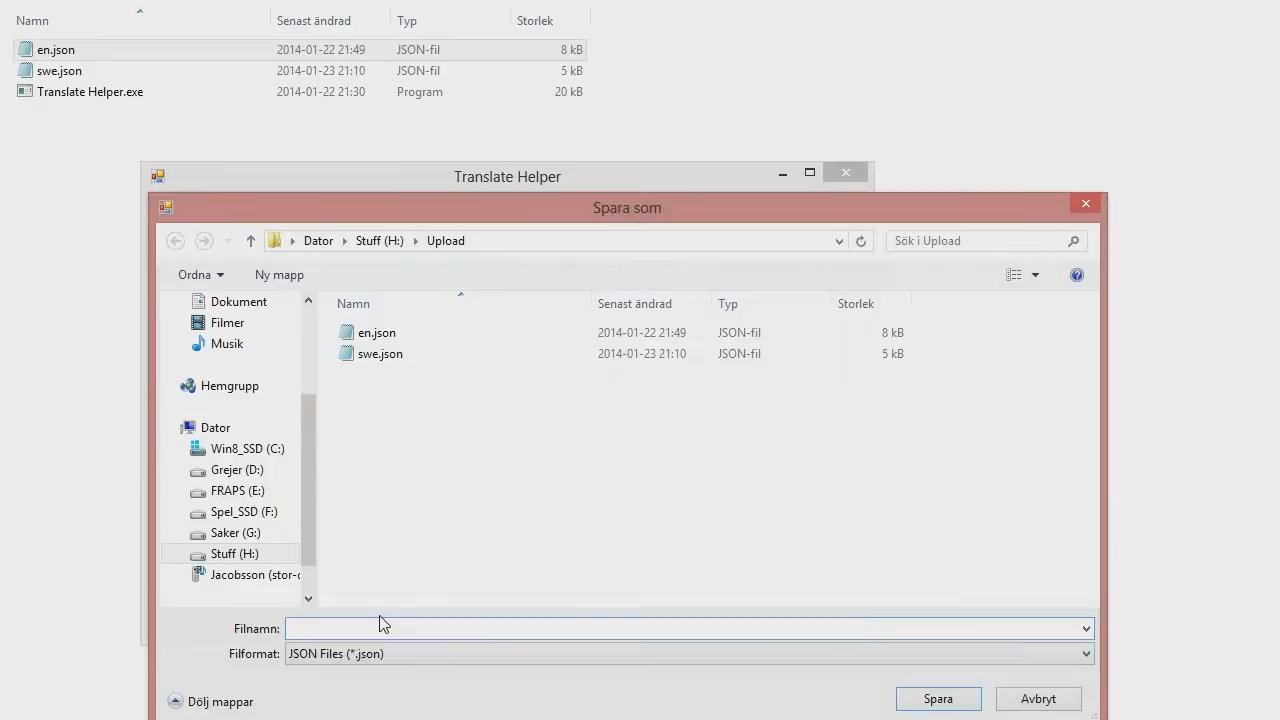 Namn Senast ändrad Typ Storlek
en.json 2014-01-22 21:49 JSON-fil 8 kB
swe.json 2014-01-23 21:10 JSON-fil 5 kB
Translate Helper.exe 2014-01-22 21:30 Program 20 kB
Translate Helper
Spara som
Dator Stuff (H:) Upload Sök i Upload
Ordna Ny mapp
Namn Senast ändrad Typ Storlek
en.json 2014-01-22 21:49 JSON-fil 8 kB
swe.json 2014-01-23 21:10 JSON-fil 5 kB
Dokument
Filmer
Musik
Hemgrupp
Dator
Win8_SSD (C:)
Grejer (D:)
FRAPS (E:)
Spel_SSD (F:)
Saker (G:)
Stuff (H:)
Jacobsson (stor-
Filnamn:
Filformat: JSON Files (*.json)
Dölj mappar Spara Avbryt